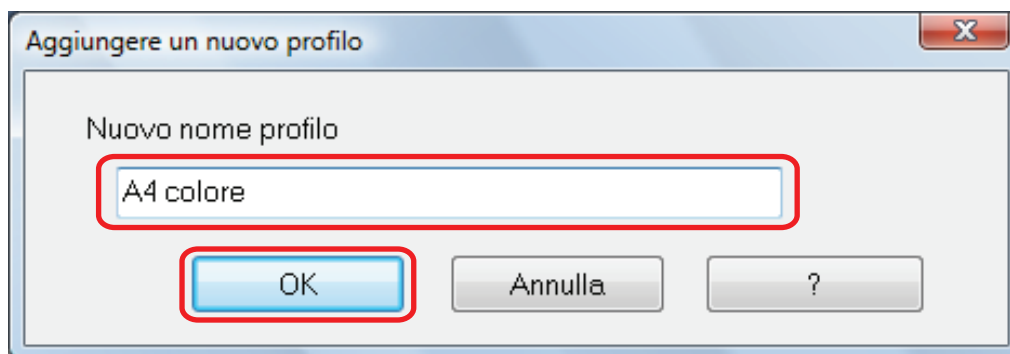 Aggiungere un nuovo profilo
Nuovo nome profilo
A4 colore
OK Annulla ?